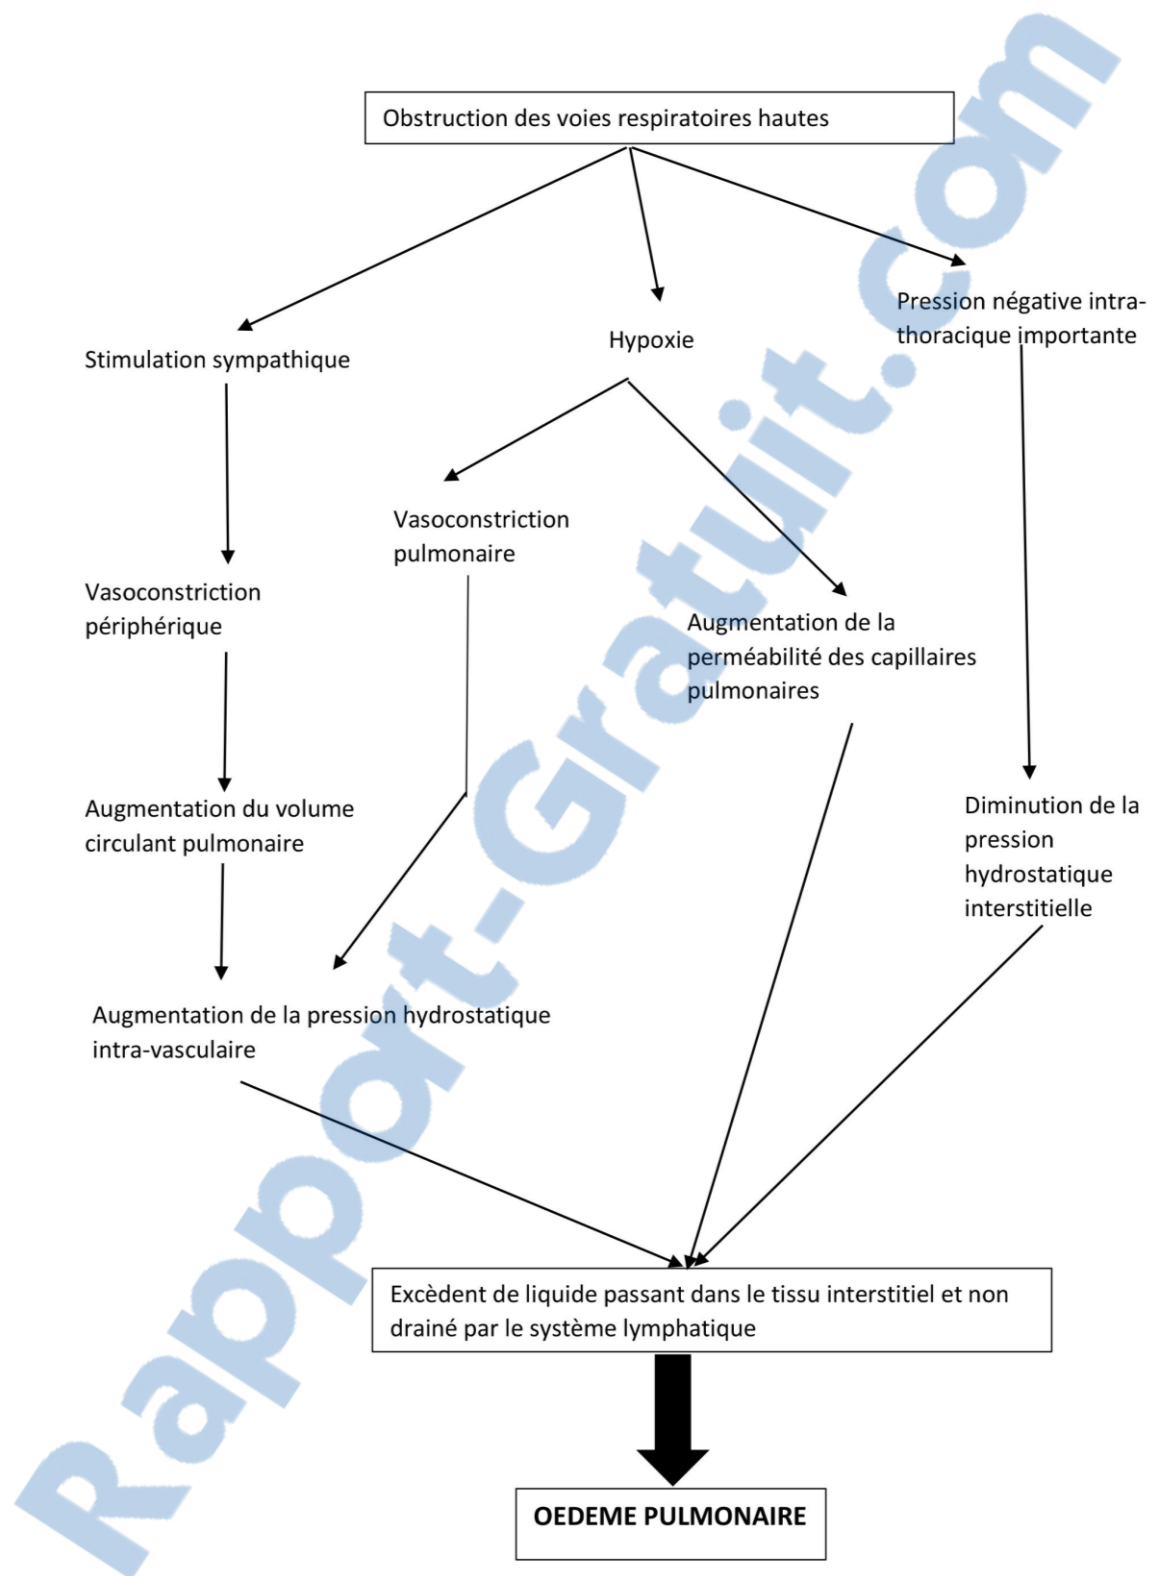 Obstruction des voies respiratoires hautes
Pression négative intra-
thoracique importante
Hypoxie
Stimulation sympathique
Vasoconstriction
pulmonaire
Vasoconstriction
périphérique
Augmentation de la
perméabilité des capillaires
pulmonaires
Augmentation du volume
circulant pulmonaire
Diminution de la
pression
hydrostatique
interstitielle
Augmentation de la pression hydrostatique
intra-vasculaire
Excèdent de liquide passant dans le tissu interstitiel et non
drainé par le système lymphatique
OEDEME PULMONAIRE
Rapport-Gratuit.com